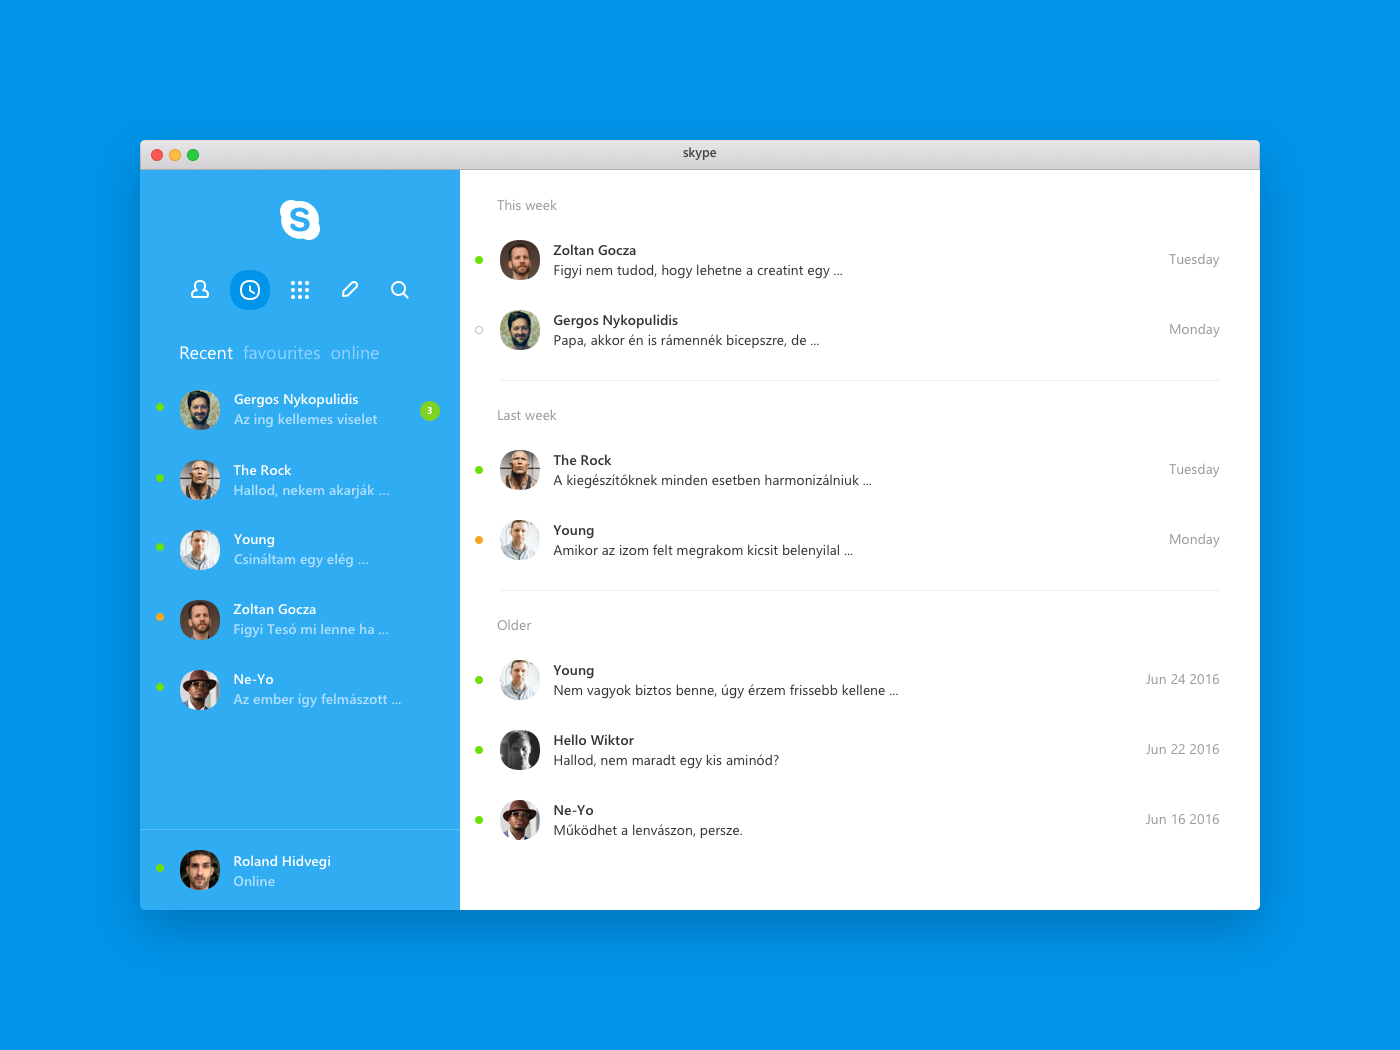 skype
S
Recent favourites online
Gergos Nykopulidis
Az ing kellemes viselet
3
The Rock
Hallod, nekem akarják ...
Young
Csináltam egy elég ...
Zoltan Gocza
Figyi Tesó mi lenne ha ...
Ne-Yo
Az ember így felmászott ...
Roland Hidvegi
Online
This week
Zoltan Gocza
Tuesday
Figyi nem tudod, hogy lehetne a creatint egy ...
Gergos Nykopulidis
Monday
Papa, akkor én is rámennék bicepszre, de ...
Last week
The Rock
Tuesday
A kiegészítőknek minden esetben harmonizálniuk ...
Young
Monday
Amikor az izom felt megrakom kicsit belenyilal ...
Older
Young
Jun 24 2016
Nem vagyok biztos benne, úgy érzem frissebb kellene ...
Hello Wiktor
Jun 22 2016
Hallod, nem maradt egy kis aminód?
Ne-Yo
Jun 16 2016
Működhet a lenvászon, persze.